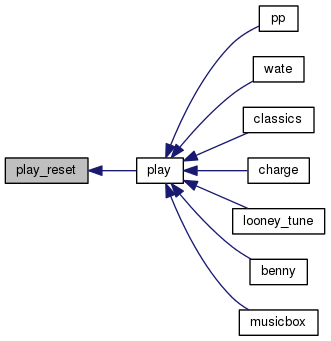 pp
wate
classics
play_reset
play
charge
looney_tune
benny
musicbox